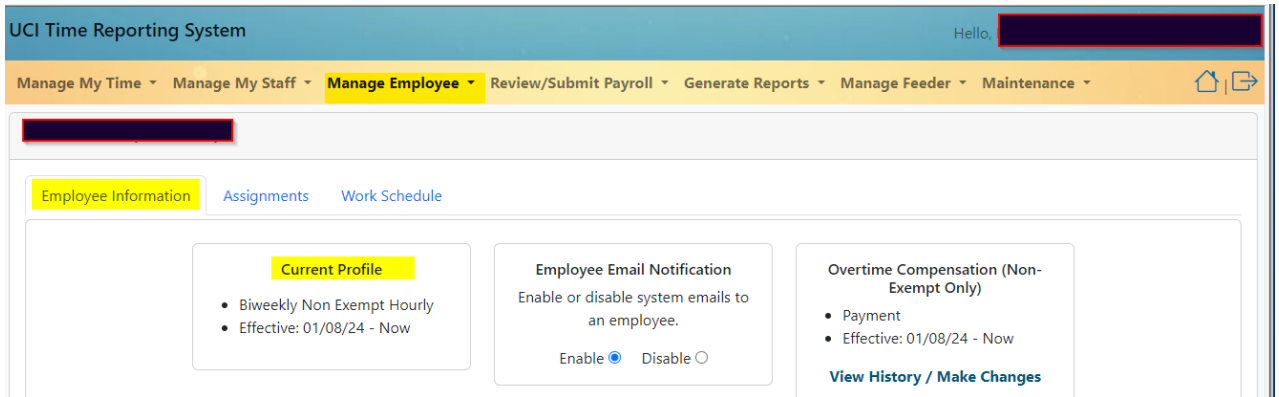 UCI Time Reporting System
Hello,
Manage My Time Manage My Staff Manage Employee Review/Submit Payroll Generate Reports Manage Feeder Maintenance
Employee Information Assignments Work Schedule
Current Profile
• Biweekly Non Exempt Hourly
• Effective: 01/08/24 - Now
Employee Email Notification
Enable or disable system emails to
an employee.
Enable Disable
Overtime Compensation (Non-
Exempt Only)
• Payment
• Effective: 01/08/24 - Now
View History / Make Changes